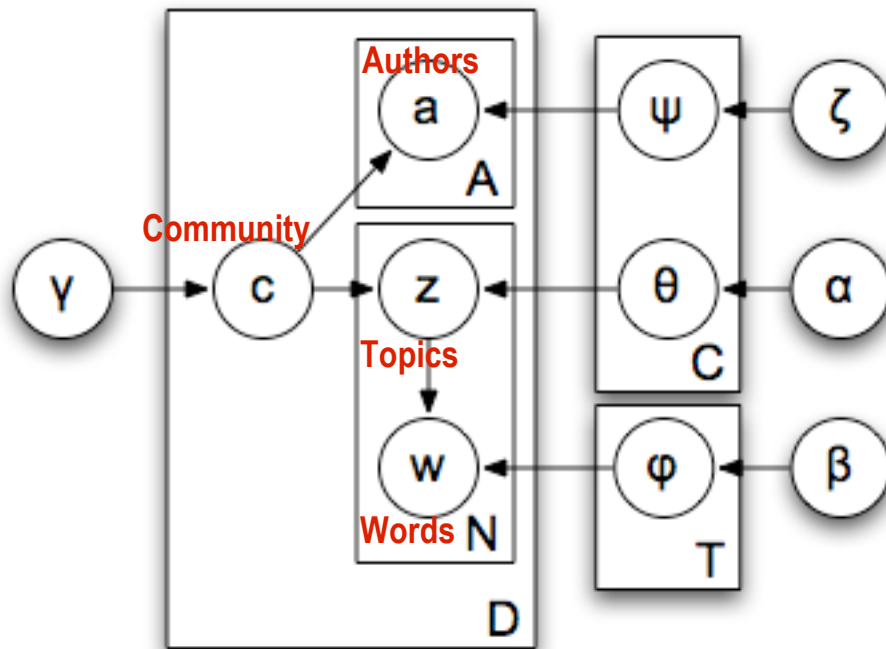 Authors
a
ψ
ζ
A
Community
γ
c
z
θ
α
Topics
C
w
φ
β
Words
N
T
D